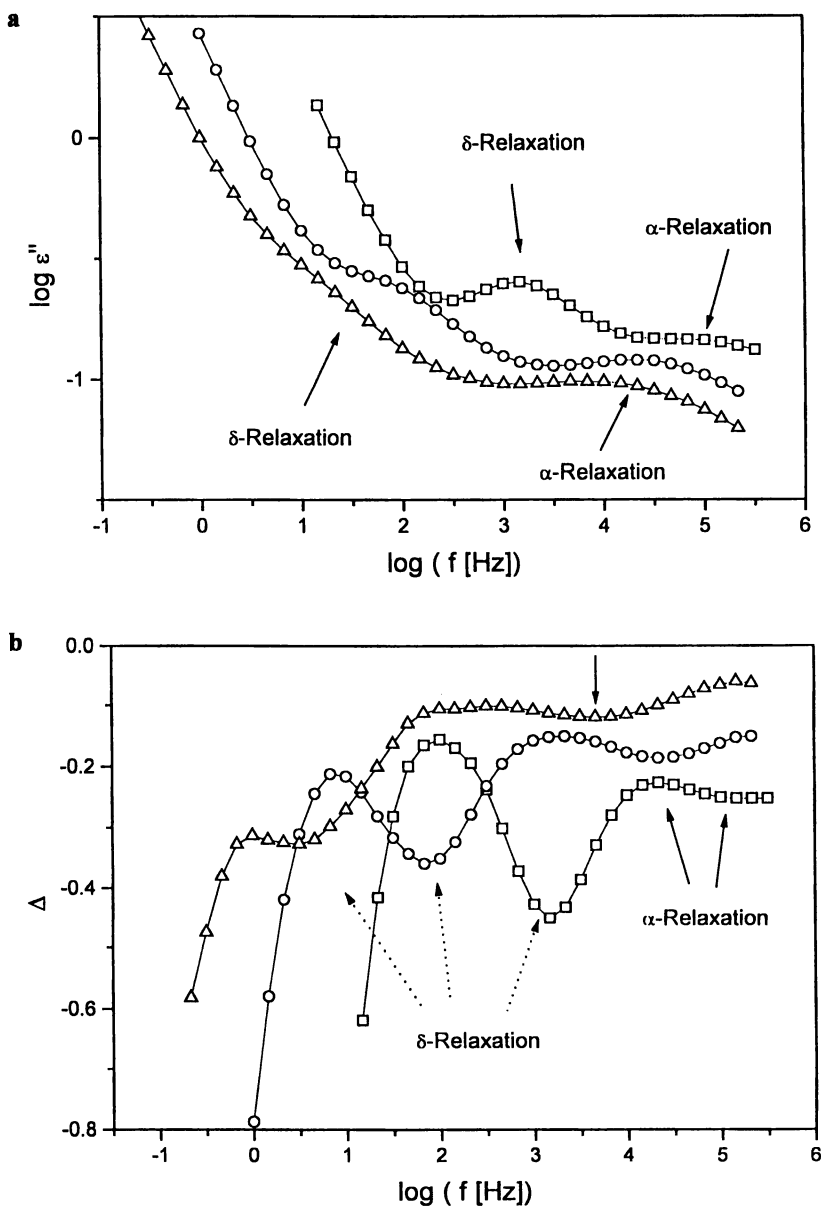 a
0
-1
log ε"
δ-Relaxation
α-Relaxation
δ-Relaxation
α-Relaxation
-1 0 1 2 3 4 5 6
log ( f [Hz])
b
0.0
-0.2
-0.4
-0.6
-0.8
Δ
α-Relaxation
δ-Relaxation
-1 0 1 2 3 4 5 6
log ( f [Hz])